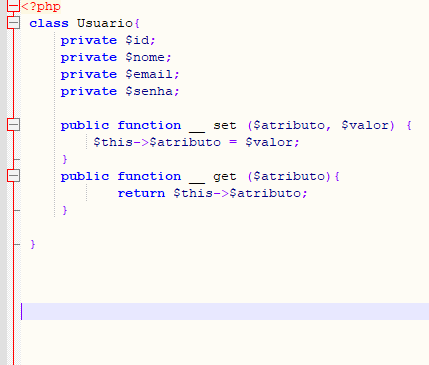 <?php
class Usuario{
private $id;
private $nome;
private $email;
private $senha;
public function __ set ($atributo, $valor) {
$this->$atributo = $valor;
}
public function __ get ($atributo){
return $this->$atributo;
}
}